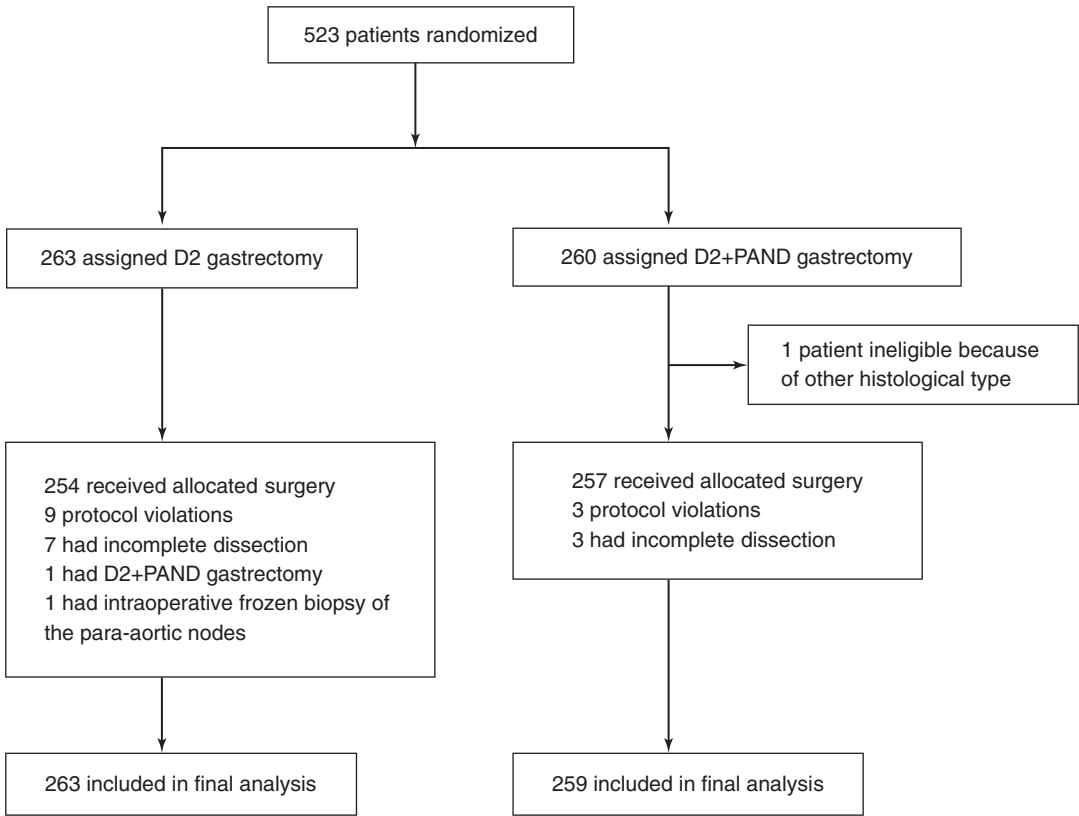 523 patients randomized
263 assigned D2 gastrectomy
260 assigned D2+PAND gastrectomy
1 patient ineligible because
of other histological type
254 received allocated surgery
9 protocol violations
7 had incomplete dissection
1 had D2+PAND gastrectomy
1 had intraoperative frozen biopsy of
the para-aortic nodes
257 received allocated surgery
3 protocol violations
3 had incomplete dissection
263 included in final analysis
259 included in final analysis